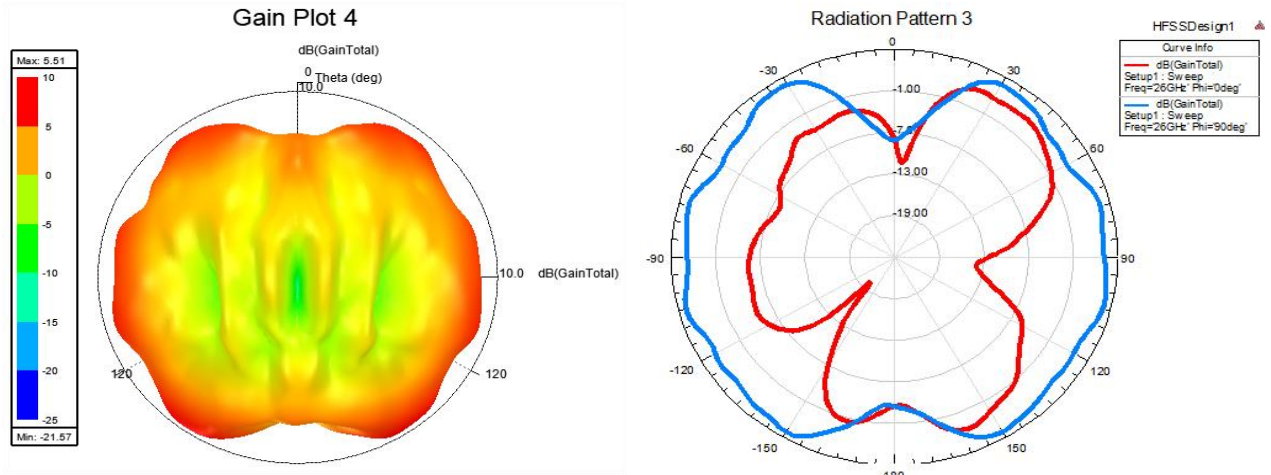 Gain Plot 4
dB(GainTotal)
Max: 5.51
10
5
0
-5
-10
-15
-20
-25
Min: -21.57
0
Theta (deg)
10.0
10.0
dB(GainTotal)
120
120
Radiation Pattern 3
HFSSDesign1
Curve Info
dB(GainTotal)
Setup1 : Sweep
Freq='26GHz' Phi='0deg'
dB(GainTotal)
Setup1 : Sweep
Freq='26GHz' Phi='90deg'
0
-30
30
-1.00
-60
60
-13.00
-19.00
-90
90
-120
120
-150
150